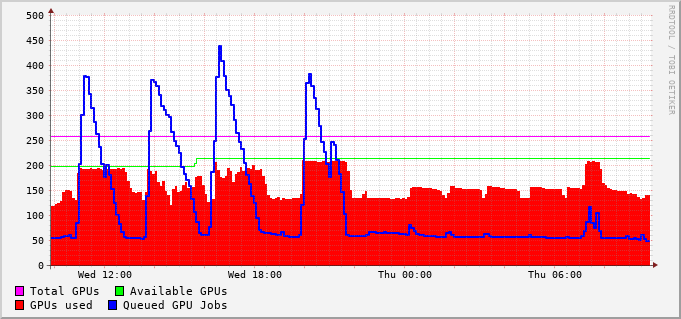 500
450
400
350
300
250
200
150
100
50
0
Wed 12:00 Wed 18:00 Thu 00:00 Thu 06:00
Total GPUs Available GPUs
GPUs used Queued GPU Jobs
RRDTOOL / TOBI OETIKER